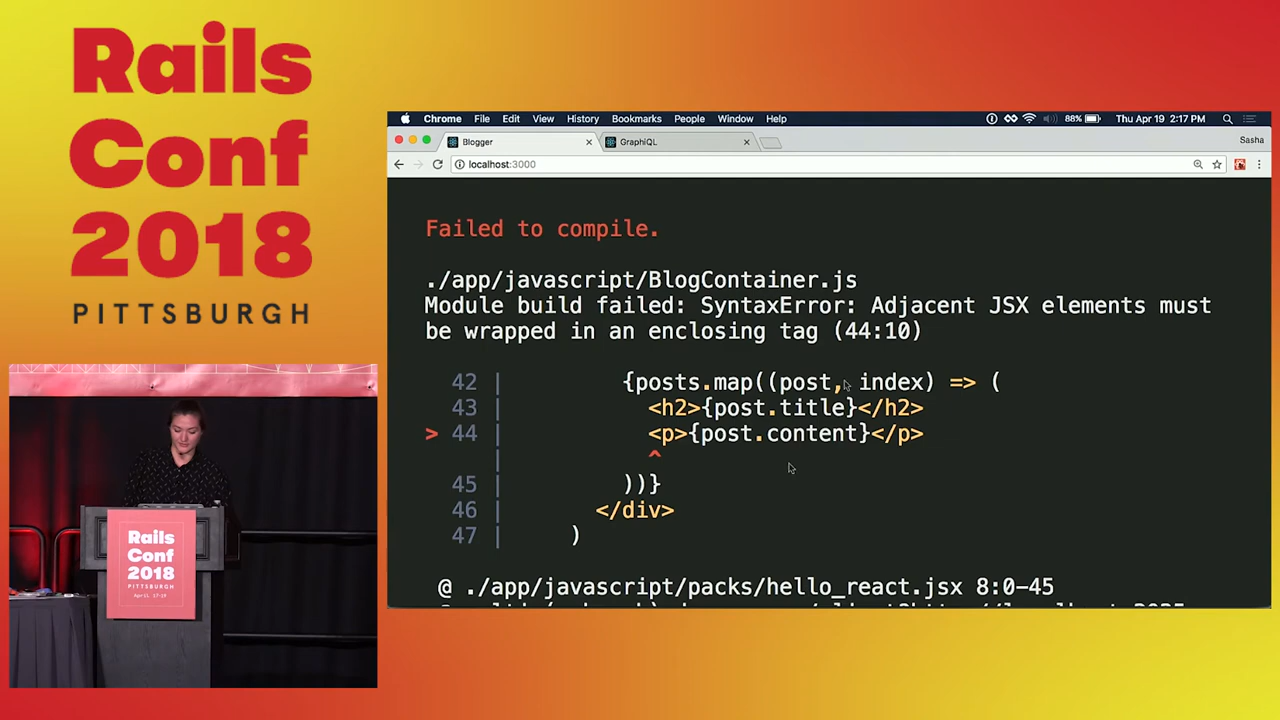 Rails
Conf
2018
PITTSBURGH
Chrome File Edit View History Bookmarks People Window Help 88% Thu Apr 19 2:17 PM
Blogger GraphiQL Sasha
localhost:3000
Failed to compile.
./app/javascript/BlogContainer.js
Module build failed: SyntaxError: Adjacent JSX elements must
be wrapped in an enclosing tag (44:10)
42 | {posts.map((post, index) => (
43 | <h2>{post.title}</h2>
> 44 | <p>{post.content}</p>
| ^
45 | ))}
46 | </div>
47 | )
@ ./app/javascript/packs/hello_react.jsx 8:0-45
Rails
Conf
2018
PITTSBURGH
April, 17-19